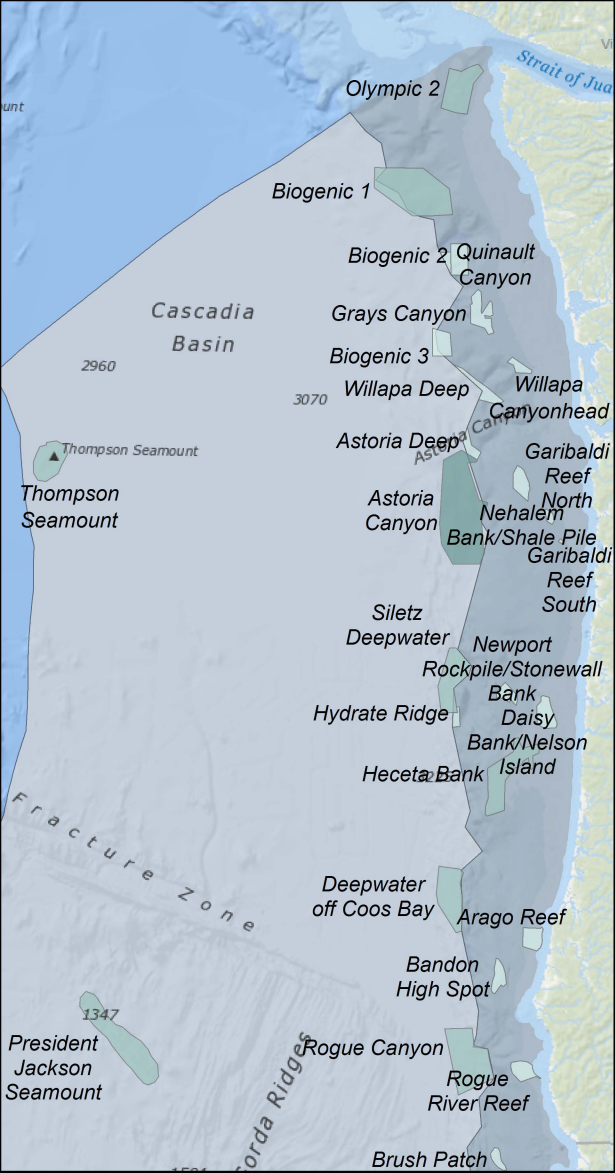 Vi
Strait of Jua
Olympic 2
ount
Biogenic 1
Biogenic 2
Quinault
Canyon
Cascadia
Basin
Grays Canyon
Biogenic 3
2960
3070
Willapa Deep
Willapa
Canyonhead
Astoria Canyon
Astoria Deep
Thompson Seamount
Thompson
Seamount
Garibaldi
Reef
North
Astoria
Canyon
Nehalem
Bank/Shale Pile
Garibaldi
Reef
South
Siletz
Deepwater
Newport
Rockpile/Stonewall
Bank
Hydrate Ridge
Daisy
Bank/Nelson
Island
Heceta Bank
Fracture Zone
Deepwater
off Coos Bay
Arago Reef
Bandon
High Spot
1347
President
Jackson
Seamount
Rogue Canyon
orda Ridges
Rogue
River Reef
Brush Patch